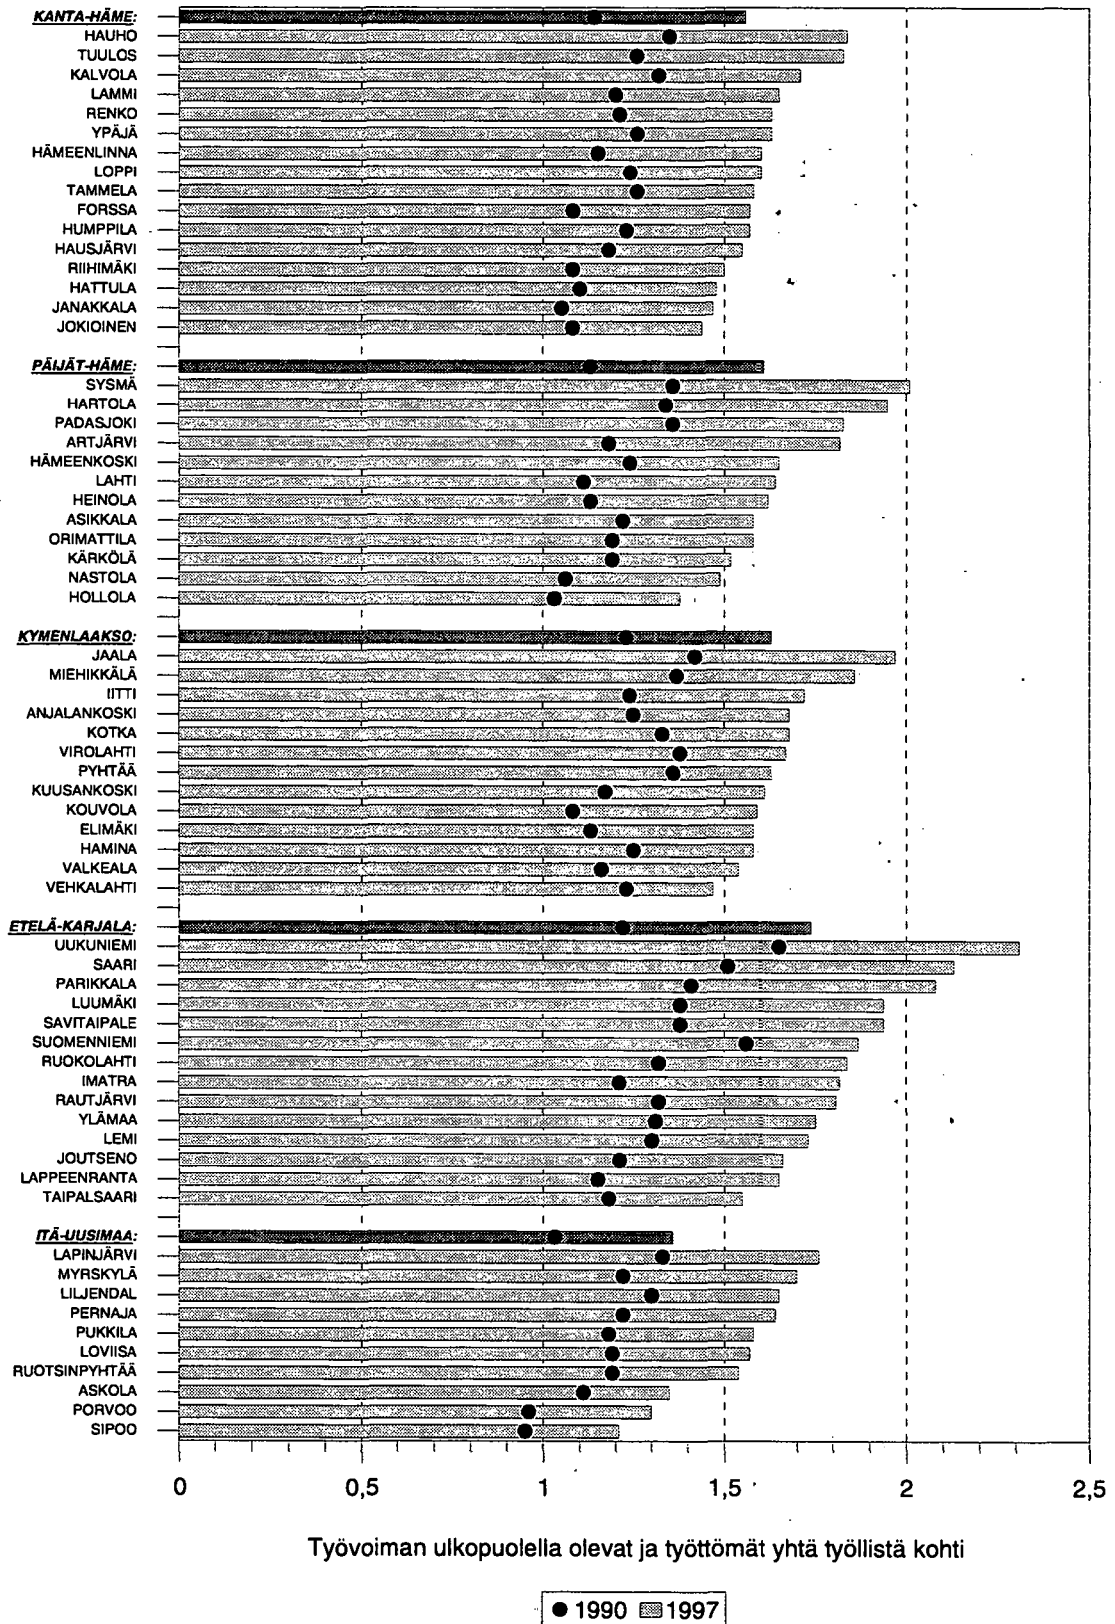 KANTA-HÄME:
HAUHO
TUULOS
KALVOLA
LAMMI
RENKO
YPÄJÄ
HÄMEENLINNA
LOPPI
TAMMELA
FORSSA
HUMPPILA
HAUSJÄRVI
RIIHIMÄKI
HATTULA
JANAKKALA
JOKIOINEN
PÄIJÄT-HÄME:
SYSMÄ
HARTOLA
PADASJOKI
ARTJÄRVI
HÄMEENKOSKI
LAHTI
HEINOLA
ASIKKALA
ORIMATTILA
KÄRKÖLÄ
NASTOLA
HOLLOLA
KYMENLAAKSO:
JAALA
MIEHIKKÄLÄ
IITTI
ANJALANKOSKI
KOTKA
VIROLAHTI
PYHTÄÄ
KUUSANKOSKI
KOUVOLA
ELIMÄKI
HAMINA
VALKEALA
VEHKALAHTI
ETELÄ-KARJALA:
UUKUNIEMI
SAARI
PARIKKALA
LUUMÄKI
SAVITAIPALE
SUOMENNIEMI
RUOKOLAHTI
IMATRA
RAUTJÄRVI
YLÄMAA
LEMI
JOUTSENO
LAPPEENRANTA
TAIPALSAARI
ITÄ-UUSIMAA:
LAPINJÄRVI
MYRSKYLÄ
LILJENDAL
PERNAJA
PUKKILA
LOVIISA
RUOTSINPYHTÄÄ
ASKOLA
PORVOO
SIPOO
0 0,5 1 1,5 2 2,5
Työvoiman ulkopuolella olevat ja työttömät yhtä työllistä kohti
1990 1997